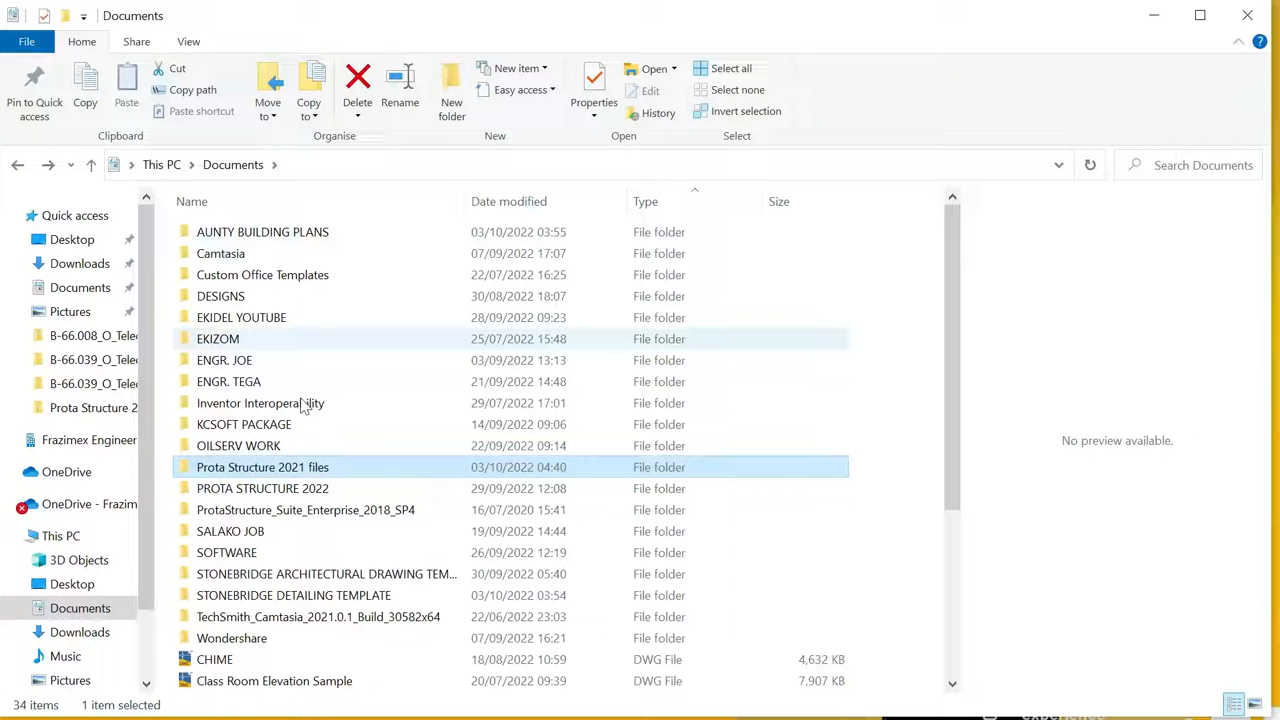 Documents
File Home Share View
Pin to Quick access
Copy
Paste
Cut
Copy path
Paste shortcut
Clipboard
Move to
Copy to
Delete
Rename
Organise
New folder
New item
Easy access
New
Properties
Open
Edit
History
Open
Select all
Select none
Invert selection
Select
This PC Documents
Search Documents
Quick access
Desktop
Downloads
Documents
Pictures
B-66.008_O_Telec
B-66.039_O_Telec
B-66.039_O_Telec
Prota Structure 2
Frazimex Engineer
OneDrive
OneDrive - Frazim
This PC
3D Objects
Desktop
Documents
Downloads
Music
Pictures
Name Date modified Type Size
AUNTY BUILDING PLANS 03/10/2022 03:55 File folder
Camtasia 07/09/2022 17:07 File folder
Custom Office Templates 22/07/2022 16:25 File folder
DESIGNS 30/08/2022 18:07 File folder
EKIDEL YOUTUBE 28/09/2022 09:23 File folder
EKIZOM 25/07/2022 15:48 File folder
ENGR. JOE 03/09/2022 13:13 File folder
ENGR. TEGA 21/09/2022 14:48 File folder
Inventor Interoperability 29/07/2022 17:01 File folder
KCSOFT PACKAGE 14/09/2022 09:06 File folder
OILSERV WORK 22/09/2022 09:14 File folder
Prota Structure 2021 files 03/10/2022 04:40 File folder
PROTA STRUCTURE 2022 29/09/2022 12:08 File folder
ProtaStructure_Suite_Enterprise_2018_SP4 16/07/2020 15:41 File folder
SALAKO JOB 19/09/2022 14:44 File folder
SOFTWARE 26/09/2022 12:19 File folder
STONEBRIDGE ARCHITECTURAL DRAWING TEM... 30/09/2022 05:40 File folder
STONEBRIDGE DETAILING TEMPLATE 03/10/2022 03:54 File folder
TechSmith_Camtasia_2021.0.1_Build_30582x64 22/06/2022 23:03 File folder
Wondershare 07/09/2022 16:21 File folder
CHIME 18/08/2022 10:59 DWG File 4,632 KB
Class Room Elevation Sample 20/07/2022 09:39 DWG File 7,907 KB
No preview available.
34 items 1 item selected